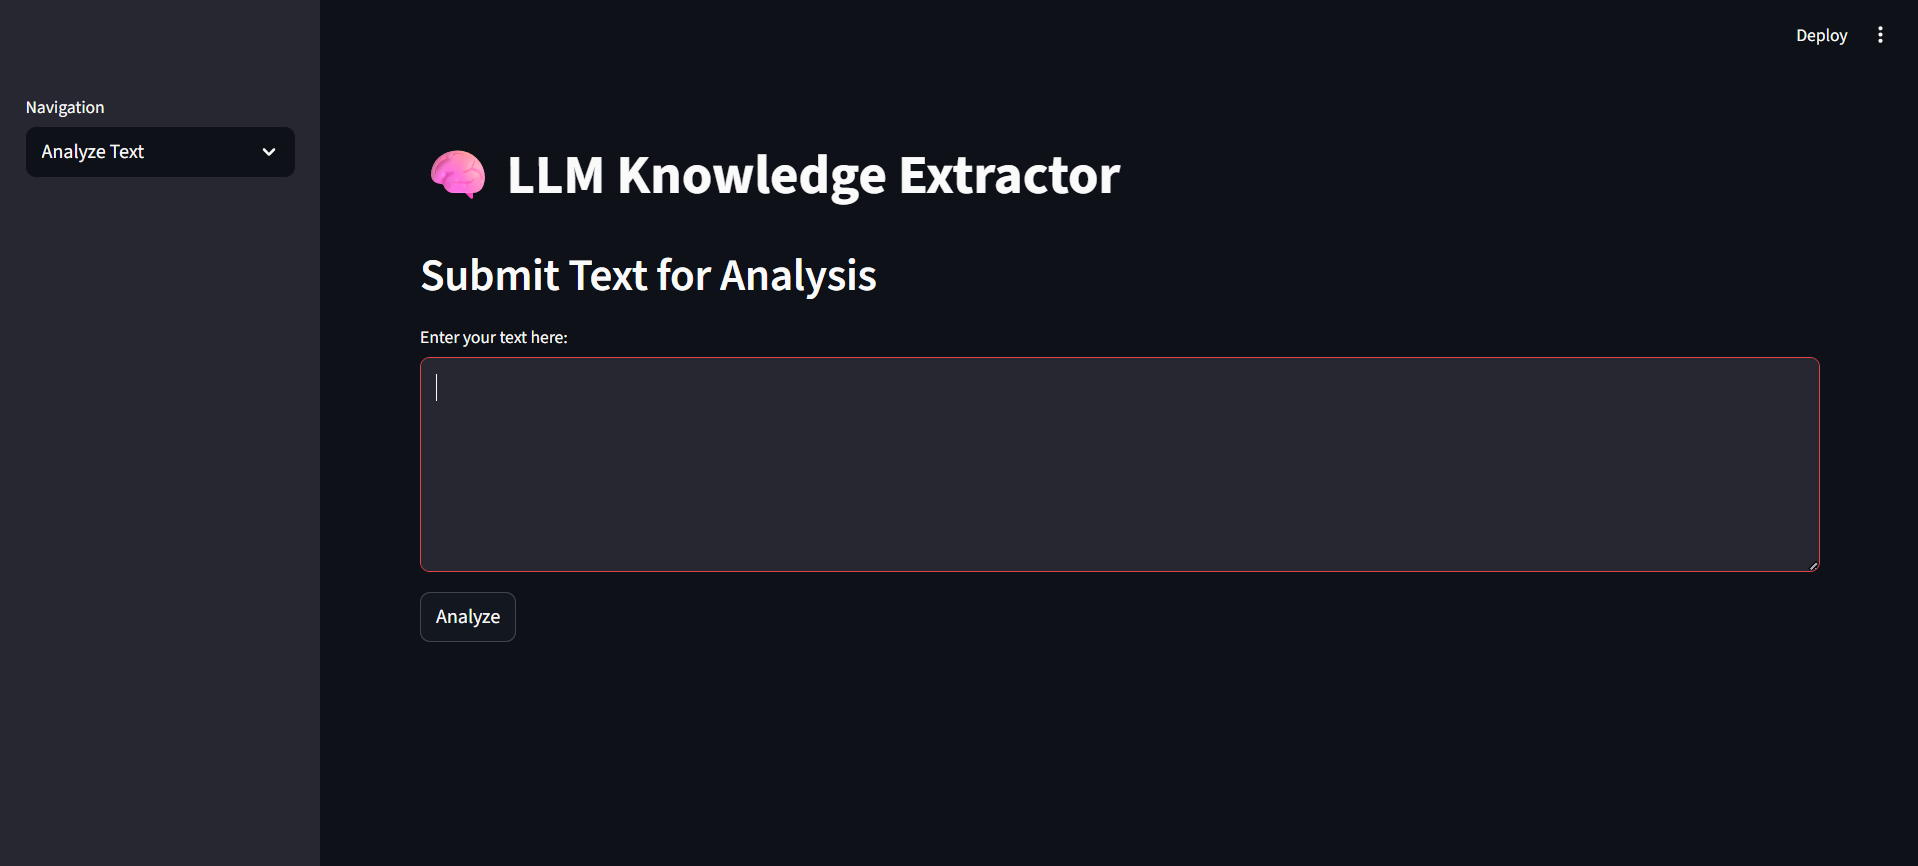 Deploy
Navigation
Analyze Text
🧠 LLM Knowledge Extractor
Submit Text for Analysis
Enter your text here:
Analyze